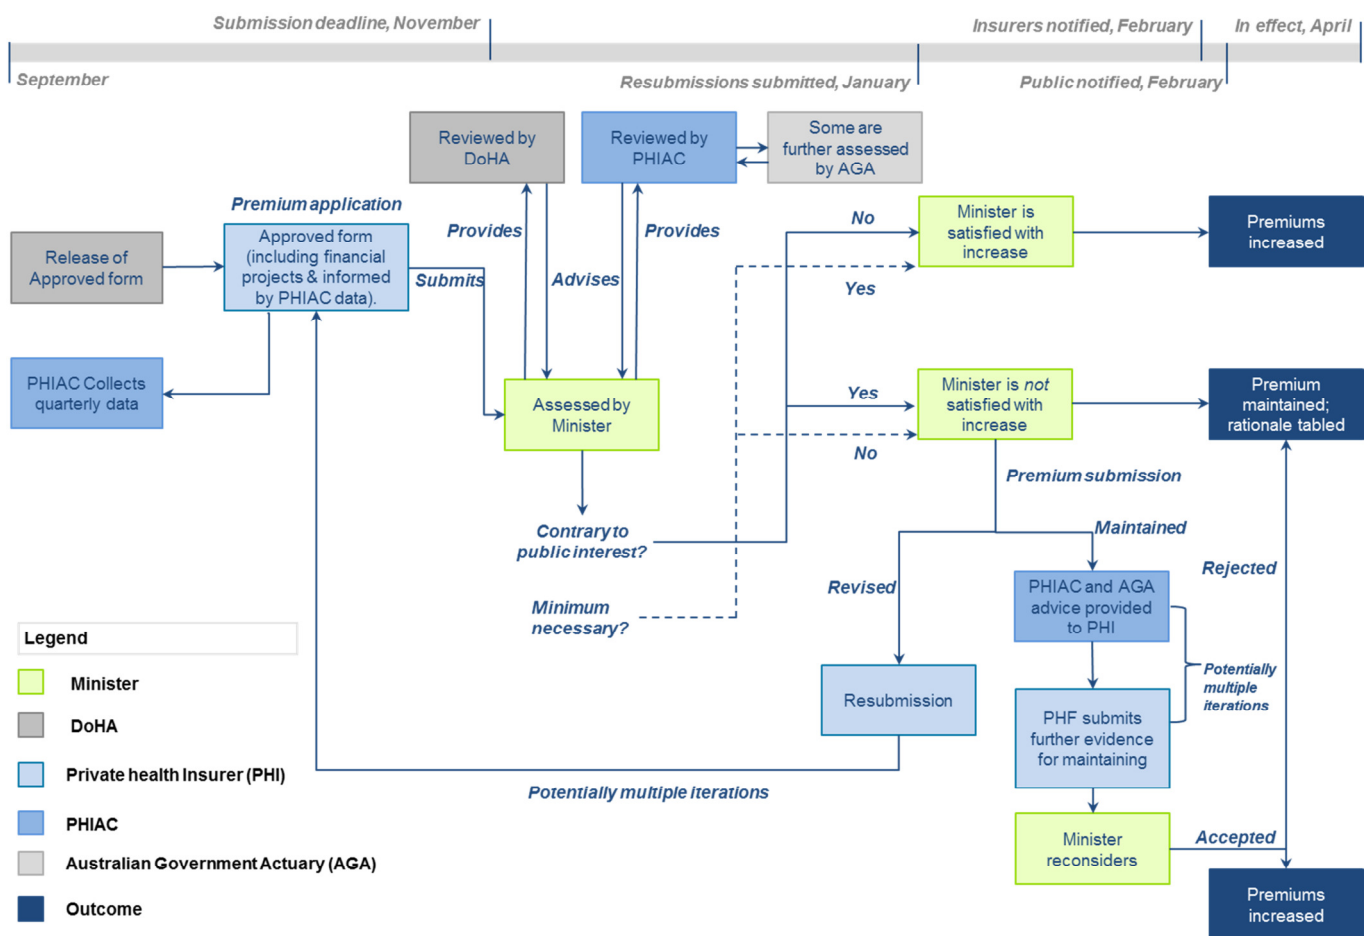 Submission deadline, November
Insurers notified, February
In effect, April
September
Resubmissions submitted, January
Public notified, February
Reviewed by
DoHA
Reviewed by
PHIAC
Some are
further assessed
by AGA
Premium application
Provides
Provides
No
Minister is
satisfied with
increase
Premiums
increased
Release of
Approved form
Approved form
(including financial
projects & informed
by PHIAC data).
Submits
Advises
Yes
PHIAC Collects
quarterly data
Assessed by
Minister
Yes
Minister is not
satisfied with
increase
Premium
maintained;
rationale tabled
No
Premium submission
Contrary to
public interest?
Maintained
Revised
Rejected
Minimum
necessary?
PHIAC and AGA
advice provided
to PHI
Potentially
multiple
iterations
Resubmission
PHF submits
further evidence
for maintaining
Potentially multiple iterations
Minister
reconsiders
Accepted
Premiums
increased
Legend
Minister
DoHA
Private health Insurer (PHI)
PHIAC
Australian Government Actuary (AGA)
Outcome